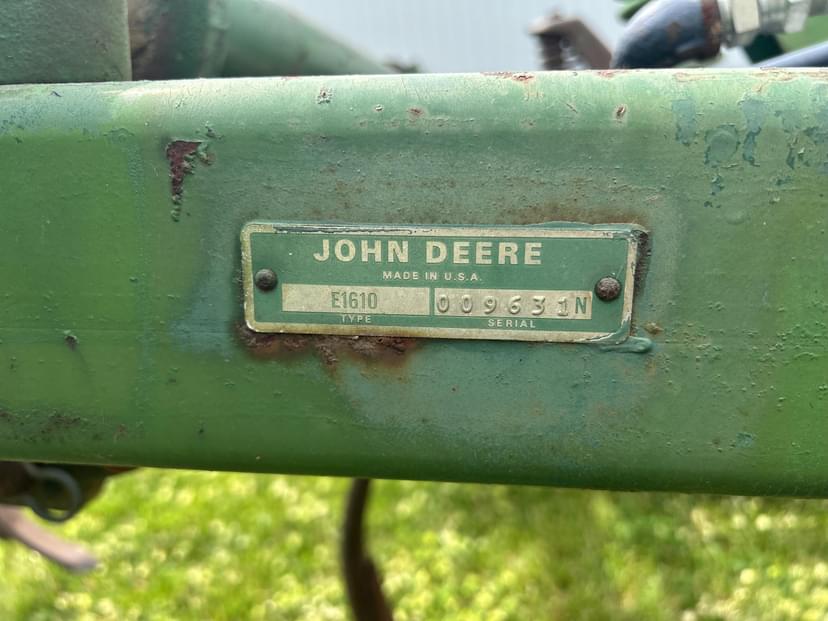 JOHN DEERE
MADE IN U.S.A.
E1610 009631N
TYPE SERIAL